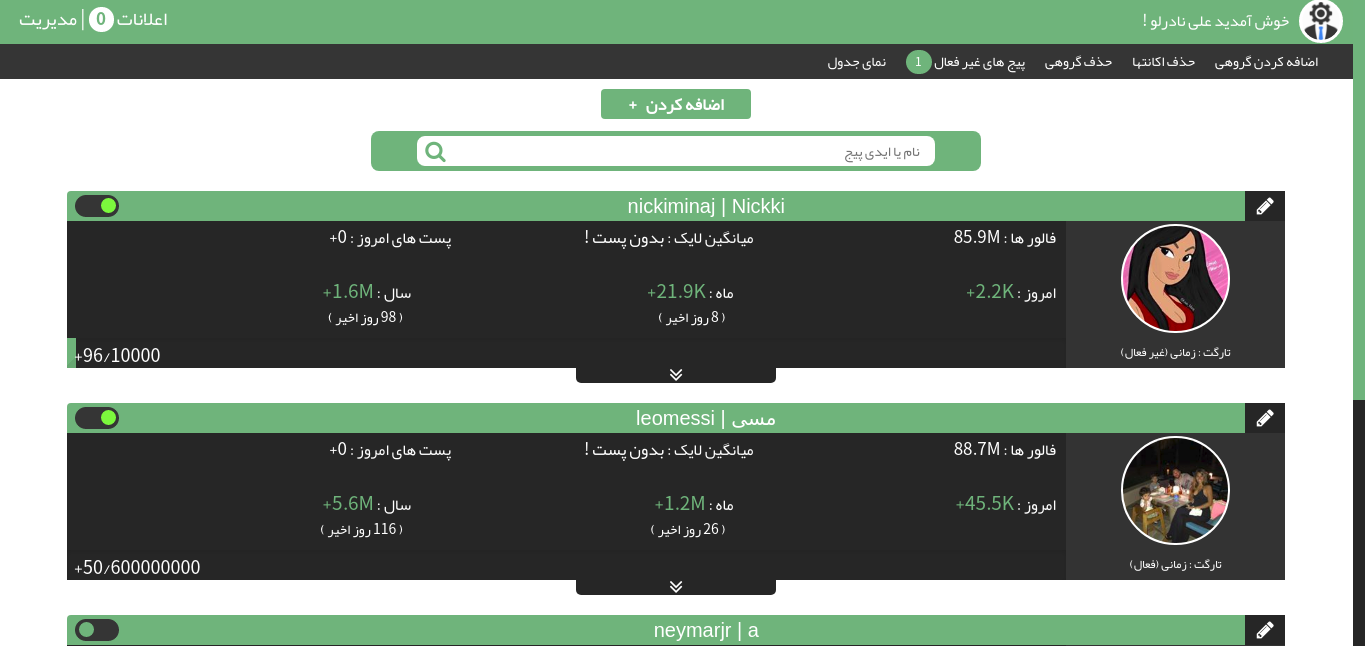 خوش آمدید علی نادرلو !
اعلانات 0 | مدیریت
اضافه کردن گروهی
حذف اکانتها
حذف گروهی
پیج های غیر فعال 1
نمای جدول
اضافه کردن +
نام یا ایدی پیج
nickiminaj | Nickki
فالور ها : 85.9M
میانگین لایک : بدون پست !
پست های امروز : 0+
امروز : 2.2K+
ماه : 21.9K+
سال : 1.6M+
( 8 روز اخیر )
( 98 روز اخیر )
تارگت : زمانی (غیر فعال)
+96/10000
leomessi | مسی
فالور ها : 88.7M
میانگین لایک : بدون پست !
پست های امروز : 0+
امروز : 45.5K+
ماه : 1.2M+
سال : 5.6M+
( 26 روز اخیر )
( 116 روز اخیر )
تارگت : زمانی (فعال)
+50/600000000
neymarjr | a